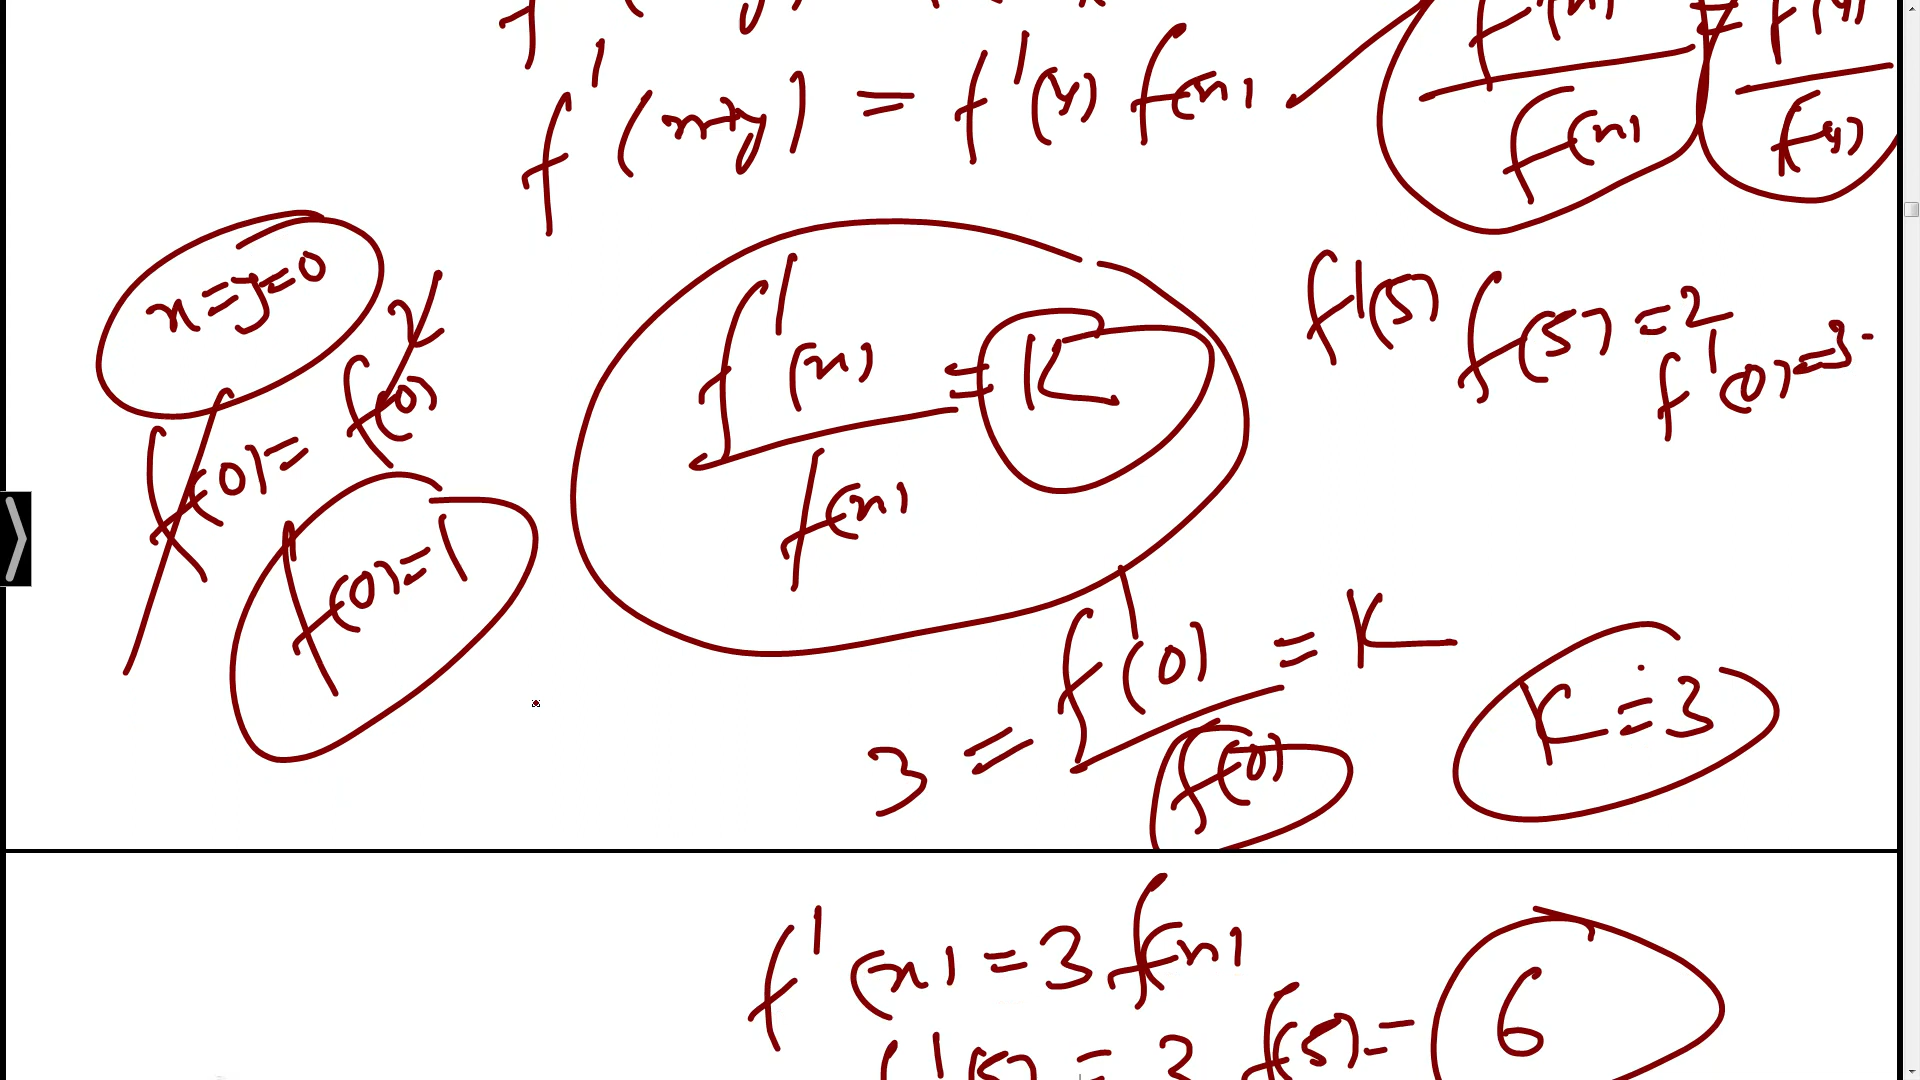 f'(x+y) = f'(y) f(x)
f'(x) / f(x) = f'(y) / f(y)
x=y=0
f(0) = f(0)²
f(0)=1
f'(x) / f(x) = K
f'(5) f(5)=2
f'(0)=3
3 = f(0) / f(0) = K
K=3
f'(x) = 3 f(x)
f'(5) = 3 f(5) = 6